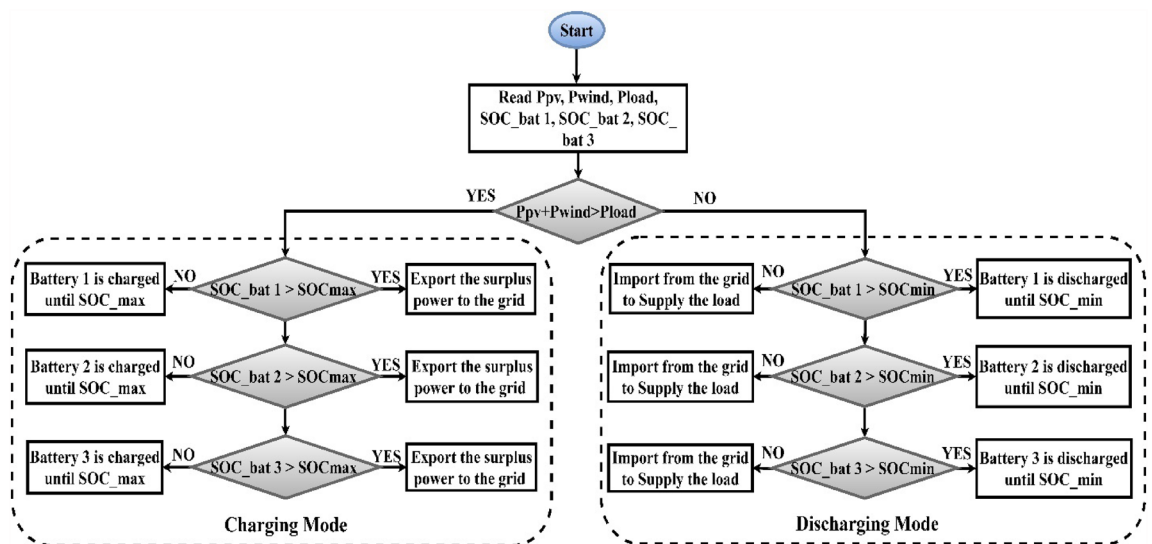 Start
Read Ppv, Pwind, Pload,
SOC_bat 1, SOC_bat 2, SOC_
bat 3
YES
Ppv+Pwind>Pload
NO
Battery 1 is charged
until SOC_max
NO
SOC_bat 1 > SOCmax
YES
Export the surplus
power to the grid
Battery 2 is charged
until SOC_max
NO
SOC_bat 2 > SOCmax
YES
Export the surplus
power to the grid
Battery 3 is charged
until SOC_max
NO
SOC_bat 3 > SOCmax
YES
Export the surplus
power to the grid
Charging Mode
Import from the grid
to Supply the load
NO
SOC_bat 1 > SOCmin
YES
Battery 1 is discharged
until SOC_min
Import from the grid
to Supply the load
NO
SOC_bat 2 > SOCmin
YES
Battery 2 is discharged
until SOC_min
Import from the grid
to Supply the load
NO
SOC_bat 3 > SOCmin
YES
Battery 3 is discharged
until SOC_min
Discharging Mode